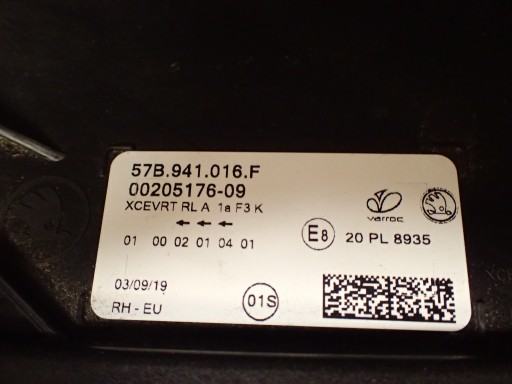 57B.941.016.F
00205176-09
XCEVRT RL A 1a F3 K
varroc
01 00 02 01 04 01
E8
20 PL 8935
03/09/19
RH-EU
01S